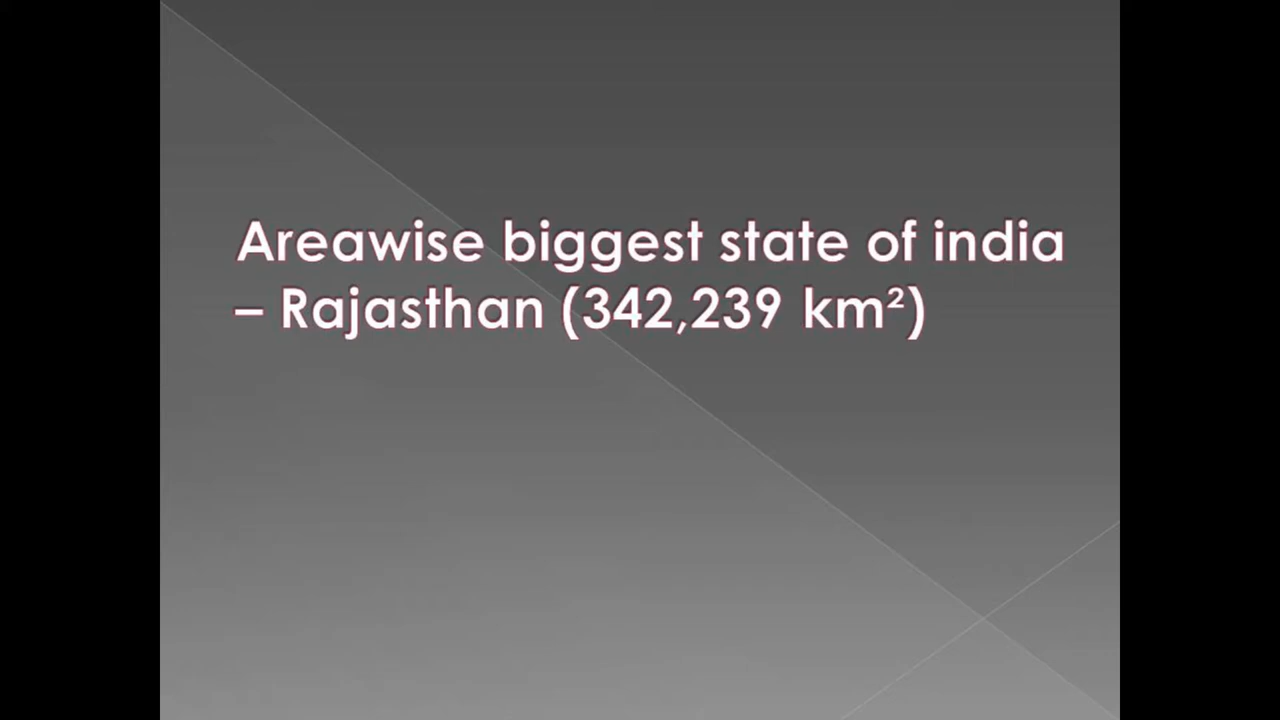 Areawise biggest state of india
– Rajasthan (342,239 km²)